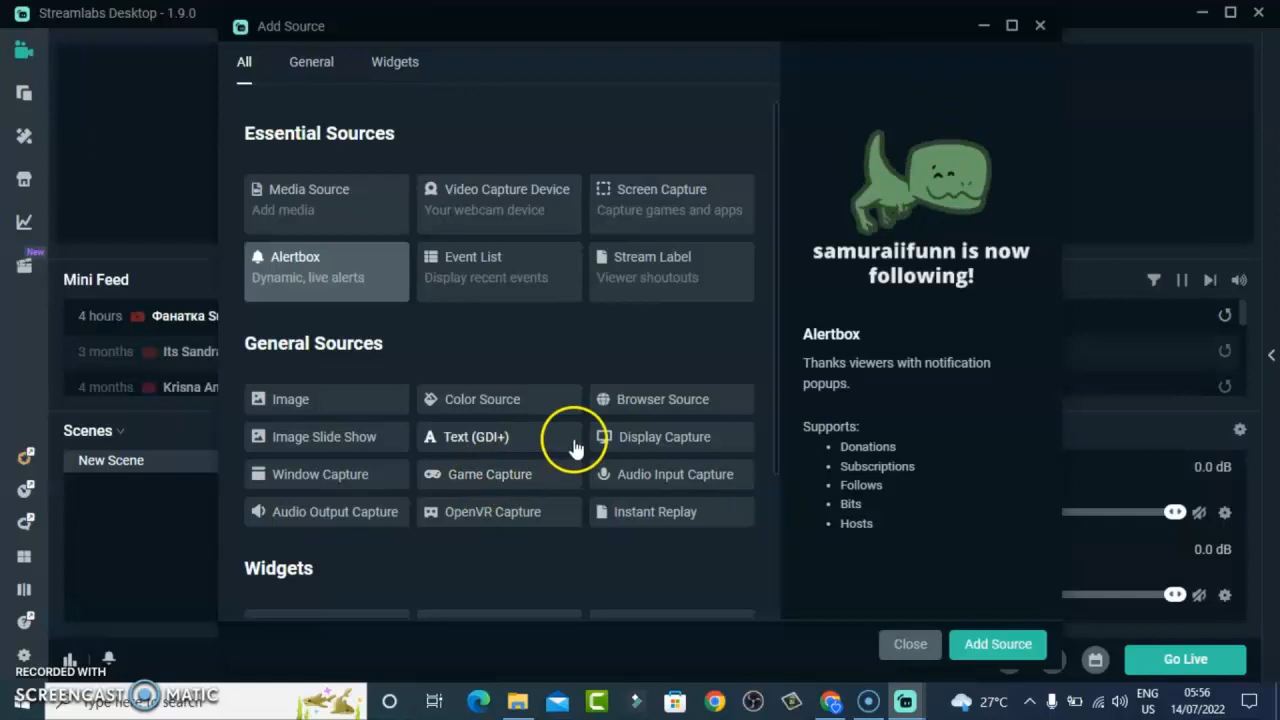 Streamlabs Desktop - 1.9.0
Add Source
All General Widgets
Essential Sources
Media Source
Add media
Video Capture Device
Your webcam device
Screen Capture
Capture games and apps
Alertbox
Dynamic, live alerts
Event List
Display recent events
Stream Label
Viewer shoutouts
General Sources
Image
Color Source
Browser Source
Image Slide Show
Text (GDI+)
Display Capture
Window Capture
Game Capture
Audio Input Capture
Audio Output Capture
OpenVR Capture
Instant Replay
Widgets
samuraiifunn is now
following!
Alertbox
Thanks viewers with notification
popups.
Supports:
Donations
Subscriptions
Follows
Bits
Hosts
Close
Add Source
New
Mini Feed
4 hours
3 months Its Sandra
4 months Krisna
Scenes
New Scene
0.0 dB
0.0 dB
Go Live
RECORDED WITH
SCREENCAST MATIC
Type here to search
27°C
ENG
US
05:56
14/07/2022